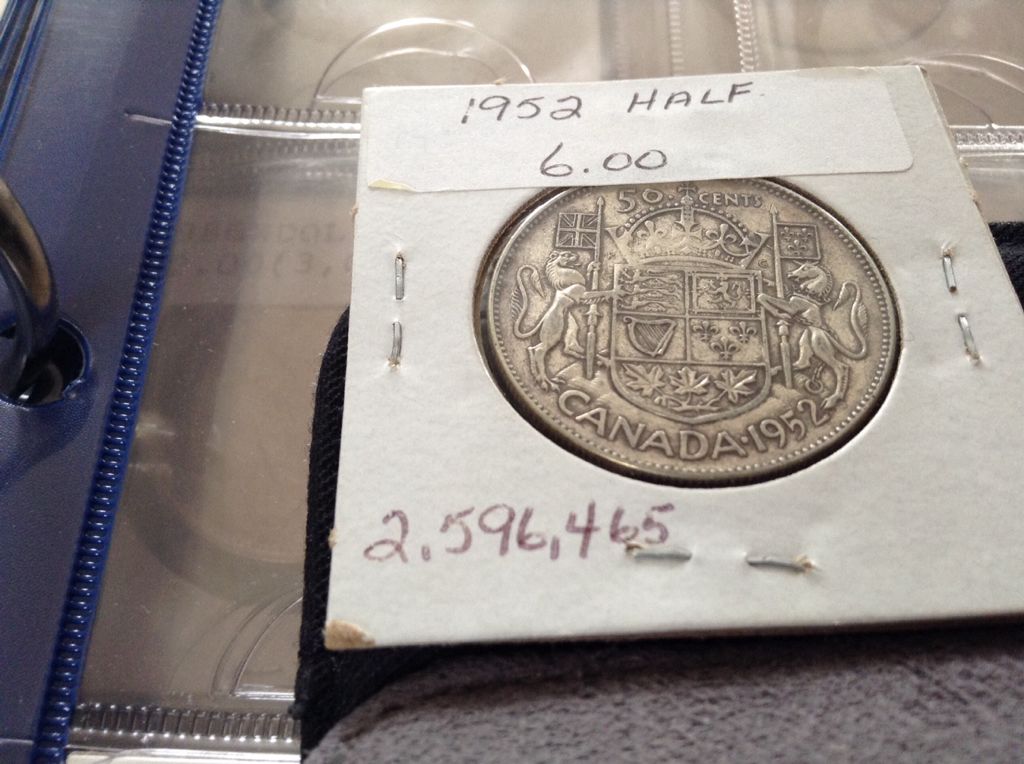 1952 HALF.
6.00
50 CENTS
CANADA·1952
2,596,465